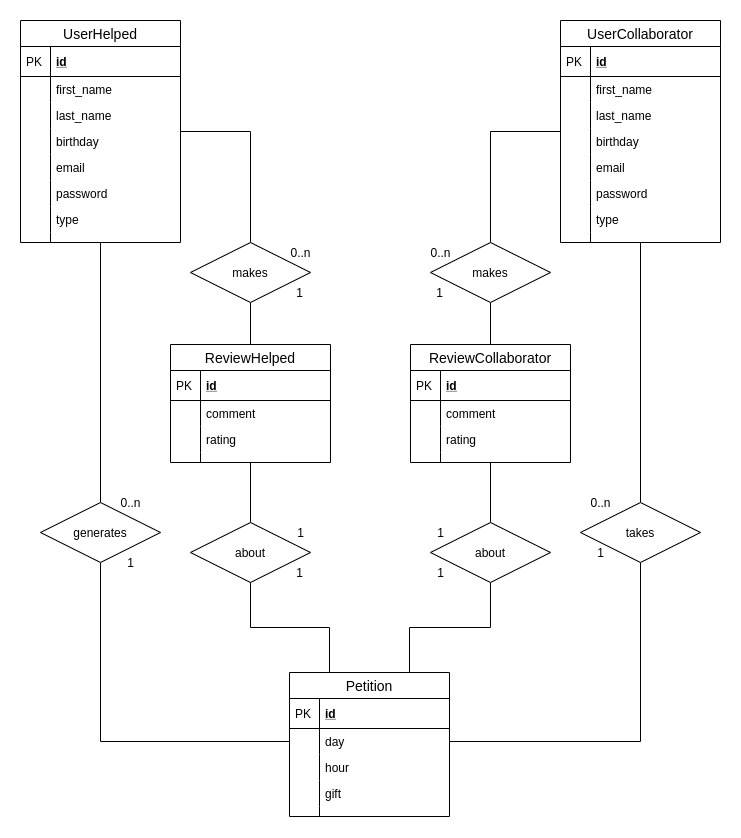 UserHelped
PK id
first_name
last_name
birthday
email
password
type
UserCollaborator
PK id
first_name
last_name
birthday
email
password
type
0..n
makes
1
0..n
makes
1
ReviewHelped
PK id
comment
rating
ReviewCollaborator
PK id
comment
rating
0..n
generates
1
1
about
1
1
about
1
0..n
takes
1
Petition
PK id
day
hour
gift